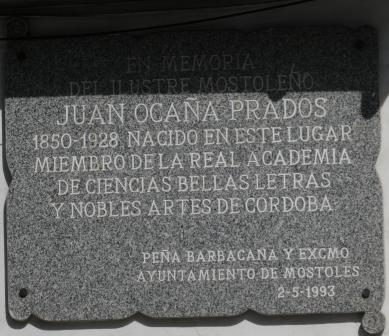 EN MEMORIA
DEL ILUSTRE MOSTOLEÑO
JUAN OCAÑA PRADOS
1850-1928, NACIDO EN ESTE LUGAR
MIEMBRO DE LA REAL ACADEMIA
DE CIENCIAS BELLAS LETRAS
Y NOBLES ARTES DE CORDOBA
PEÑA BARBACANA Y EXCMO
AYUNTAMIENTO DE MOSTOLES
2-5-1993